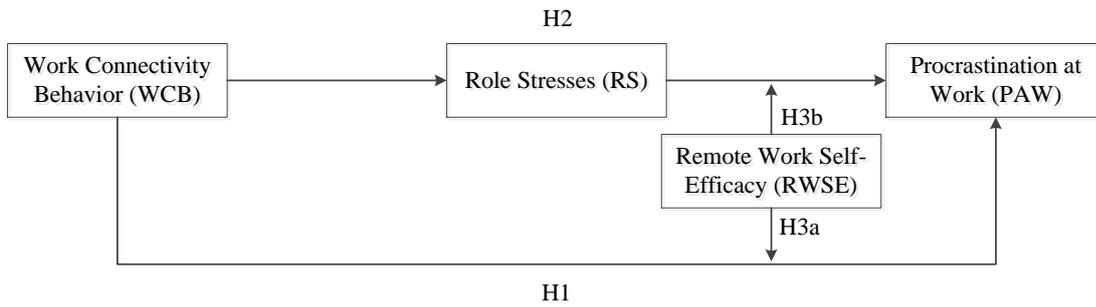 H2
Work Connectivity
Behavior (WCB)
Role Stresses (RS)
Procrastination at
Work (PAW)
H3b
Remote Work Self-
Efficacy (RWSE)
H3a
H1